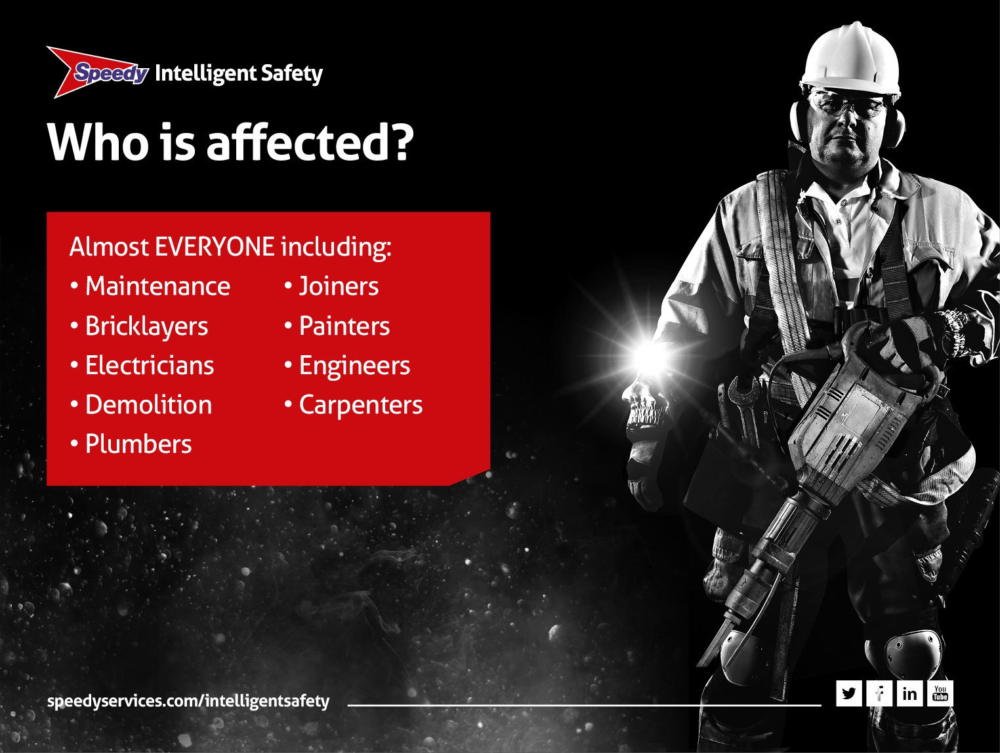 Speedy Intelligent Safety
Who is affected?
Almost EVERYONE including:
• Maintenance
• Bricklayers
• Electricians
• Demolition
• Plumbers
• Joiners
• Painters
• Engineers
• Carpenters
speedyservices.com/intelligentsafety
f
in
You
Tube